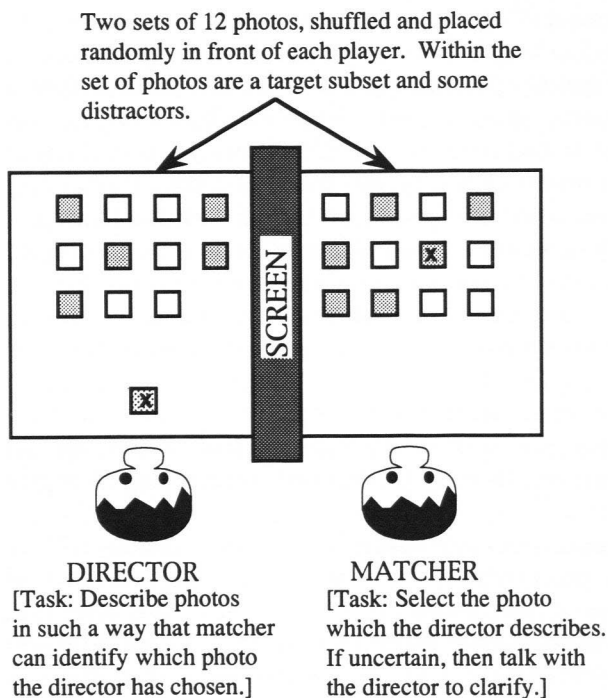 Two sets of 12 photos, shuffled and placed
randomly in front of each player. Within the
set of photos are a target subset and some
distractors.
SCREEN
x
x
DIRECTOR
[Task: Describe photos
in such a way that matcher
can identify which photo
the director has chosen.]
MATCHER
[Task: Select the photo
which the director describes.
If uncertain, then talk with
the director to clarify.]